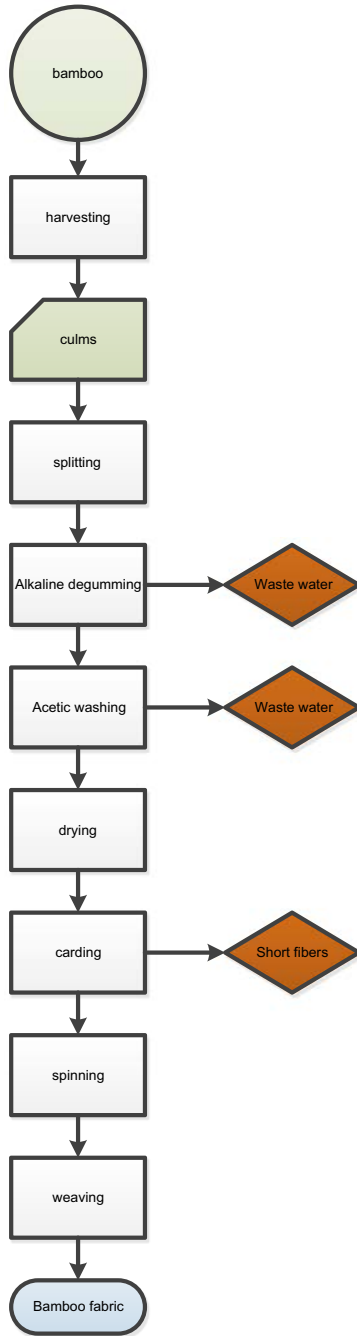 bamboo
harvesting
culms
splitting
Alkaline degumming
Waste water
Acetic washing
Waste water
drying
carding
Short fibers
spinning
weaving
Bamboo fabric